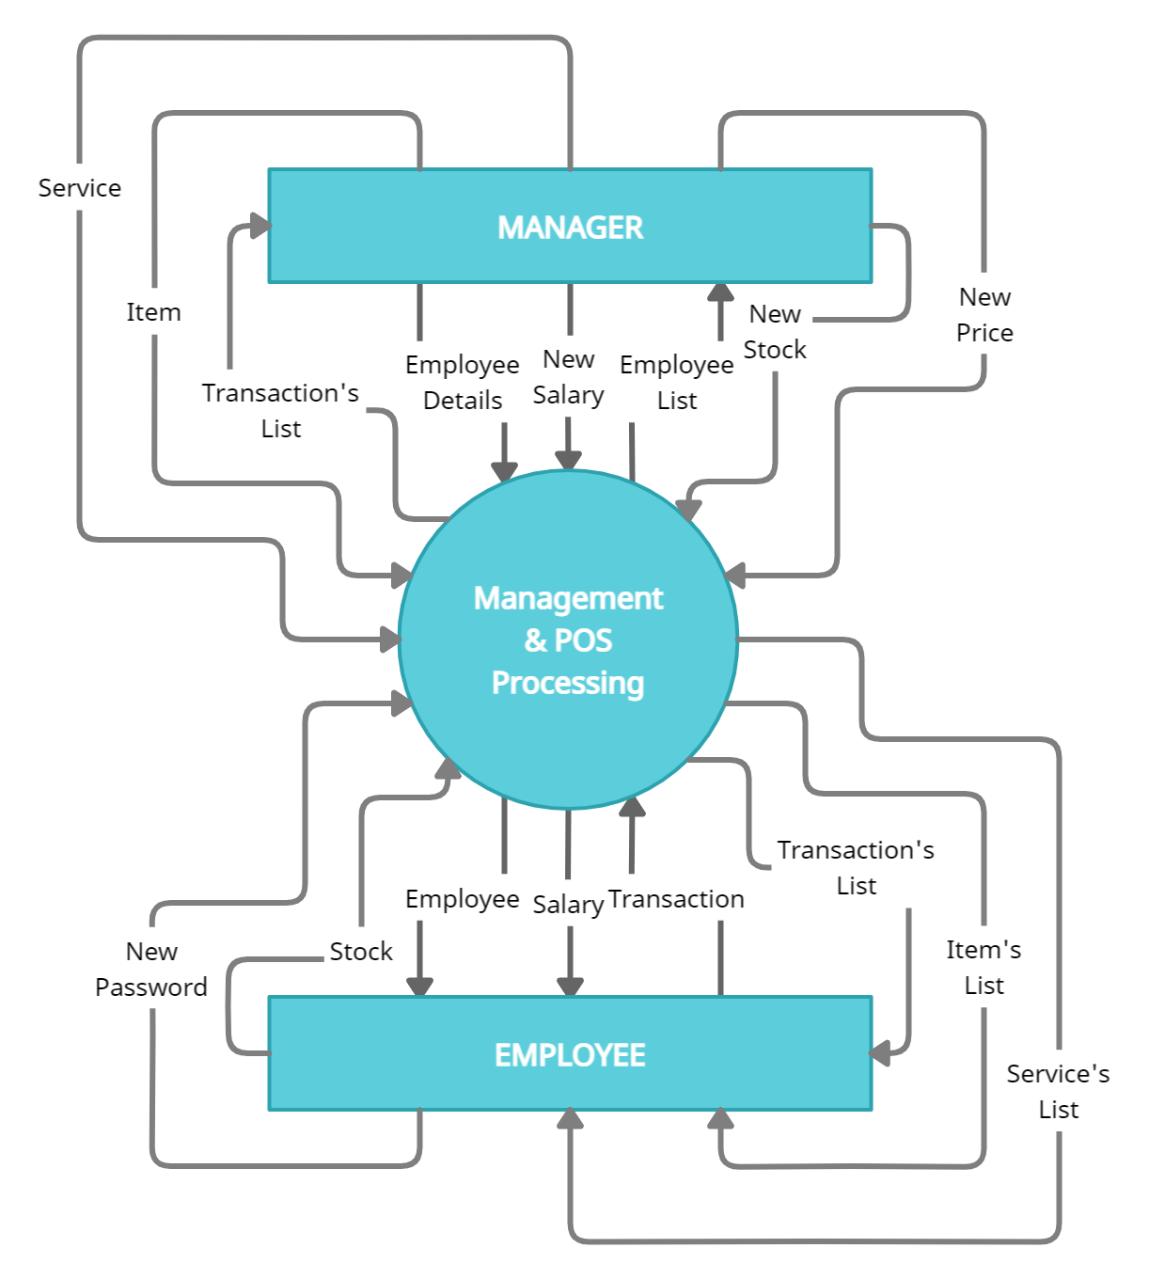 Service
MANAGER
Item
New
Price
New
Stock
Employee
Details
New
Salary
Employee
List
Transaction's
List
Management
& POS
Processing
Transaction's
List
Employee
Salary
Transaction
New
Password
Stock
Item's
List
EMPLOYEE
Service's
List